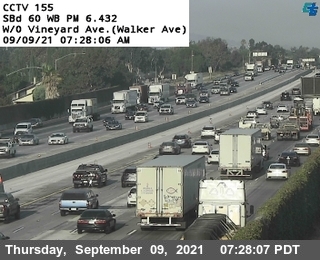 CCTV 155
SBd 60 WB PM 6.432
W/O Vineyard Ave.(Walker Ave)
09/09/21 07:28:06 AM
Thursday, September 09, 2021 07:28:07 PDT